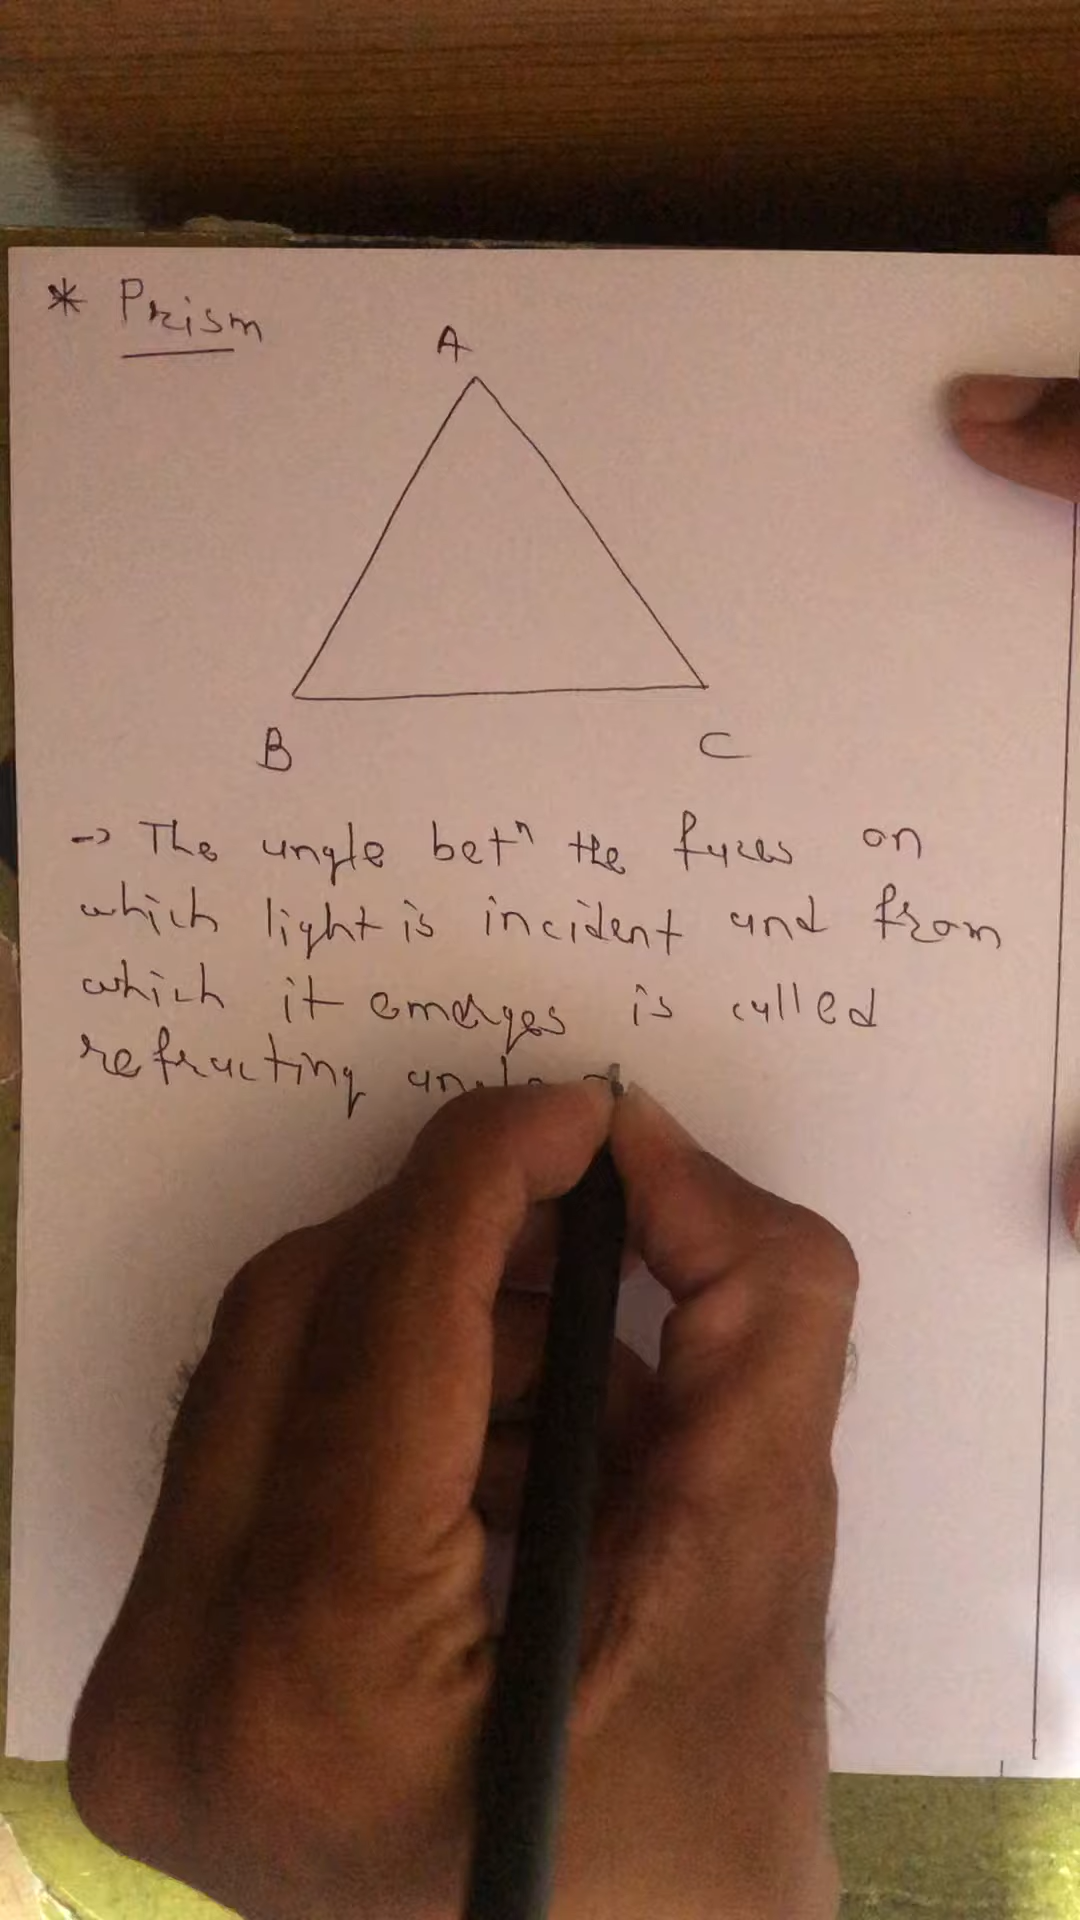 * Prism
A
B
C
-> The angle betⁿ the faces on
which light is incident and from
which it emerges is called
refracting angle